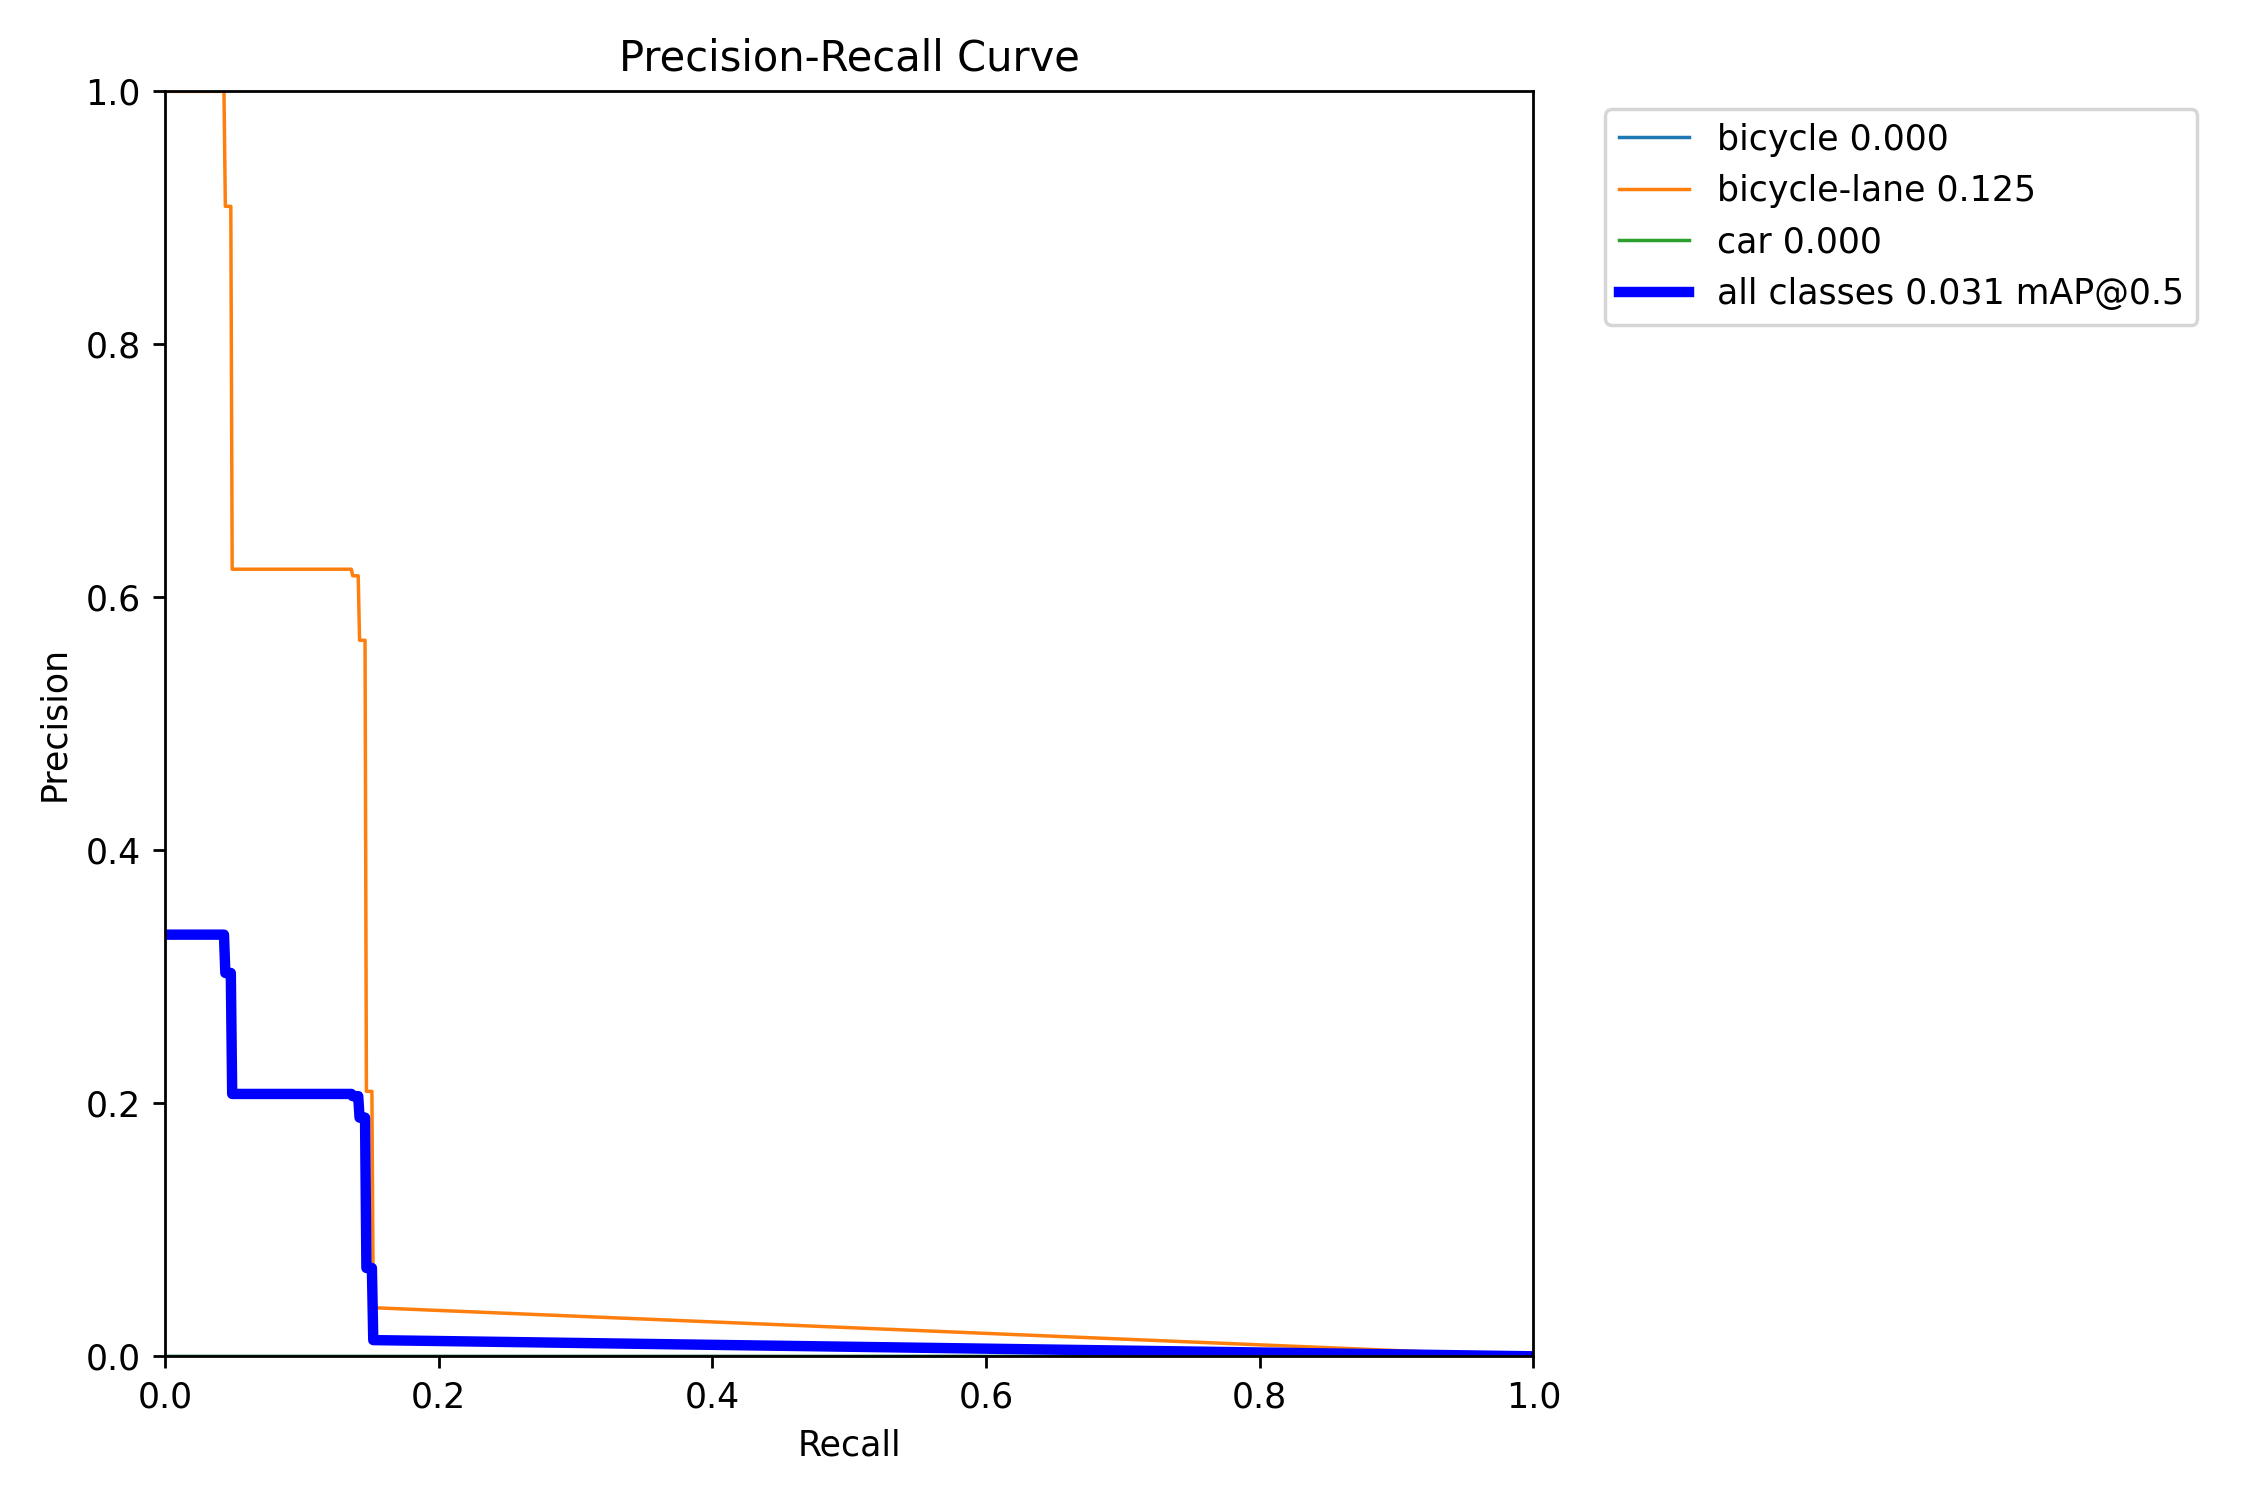 Precision-Recall Curve
1.0
0.8
0.6
0.4
0.2
0.0
Precision
0.0 0.2 0.4 0.6 0.8 1.0
Recall
bicycle 0.000
bicycle-lane 0.125
car 0.000
all classes 0.031 mAP@0.5